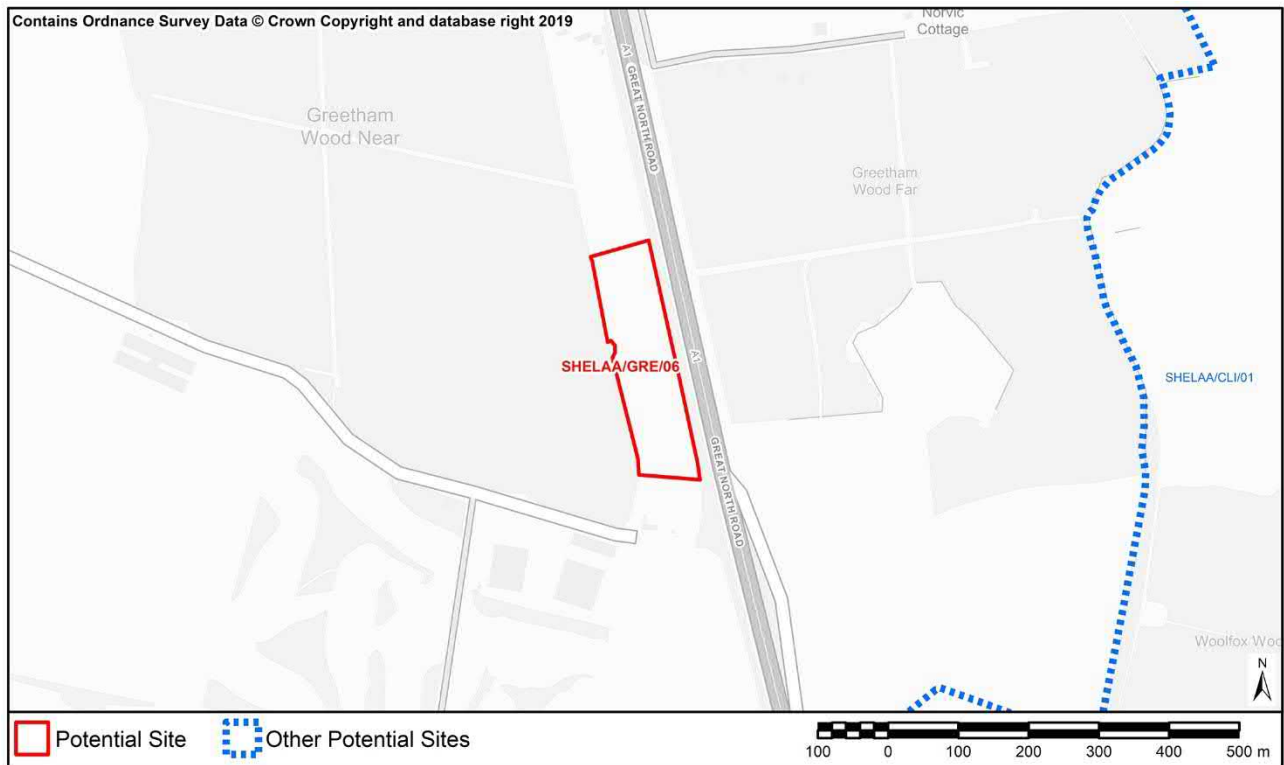 Contains Ordnance Survey Data © Crown Copyright and database right 2019
Norvic
Cottage
A1
GREAT NORTH ROAD
Greetham
Wood Near
Greetham
Wood Far
SHELAA/GRE/06
A1
SHELAA/CLI/01
GREAT NORTH ROAD
Woolfox Woo
N
Potential Site
Other Potential Sites
100 0 100 200 300 400 500 m